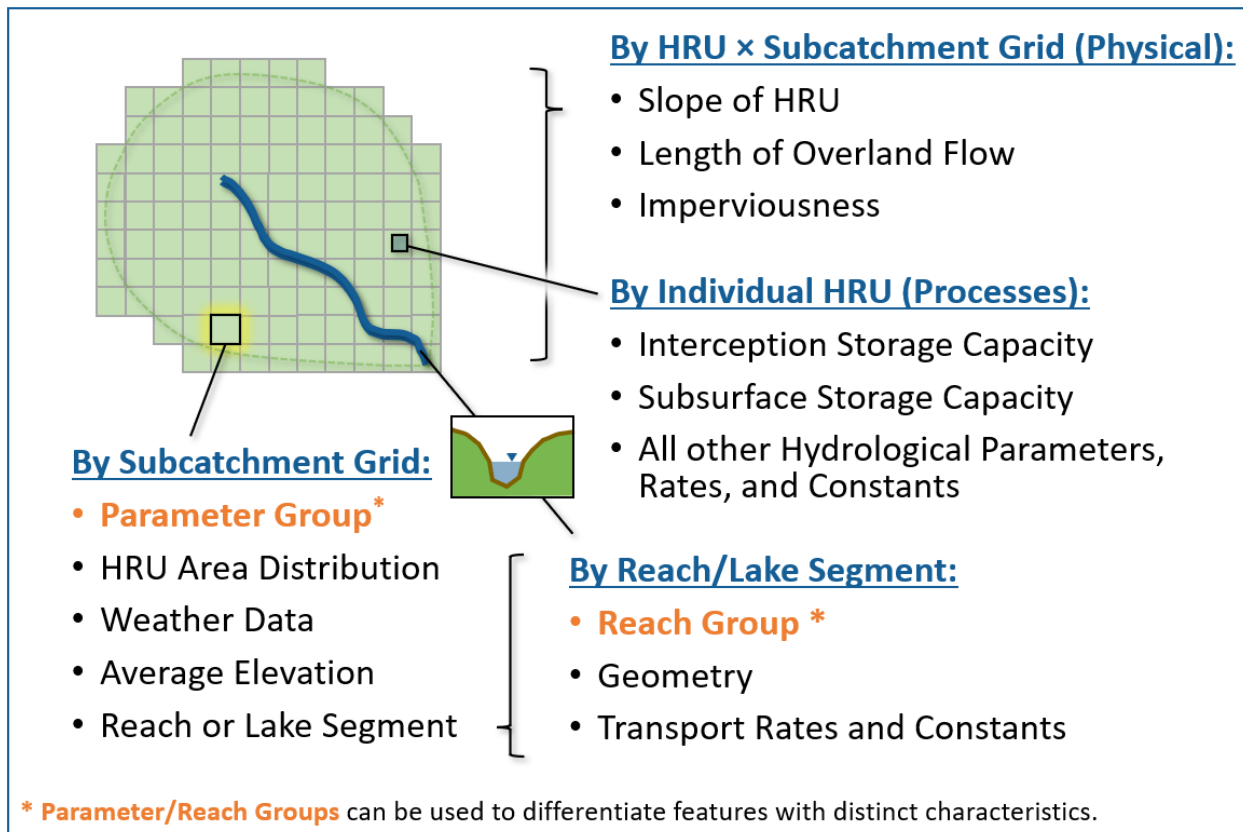 By HRU × Subcatchment Grid (Physical):
• Slope of HRU
• Length of Overland Flow
• Imperviousness
By Individual HRU (Processes):
• Interception Storage Capacity
• Subsurface Storage Capacity
• All other Hydrological Parameters,
Rates, and Constants
By Subcatchment Grid:
• Parameter Group*
• HRU Area Distribution
• Weather Data
• Average Elevation
• Reach or Lake Segment
By Reach/Lake Segment:
• Reach Group *
• Geometry
• Transport Rates and Constants
* Parameter/Reach Groups can be used to differentiate features with distinct characteristics.